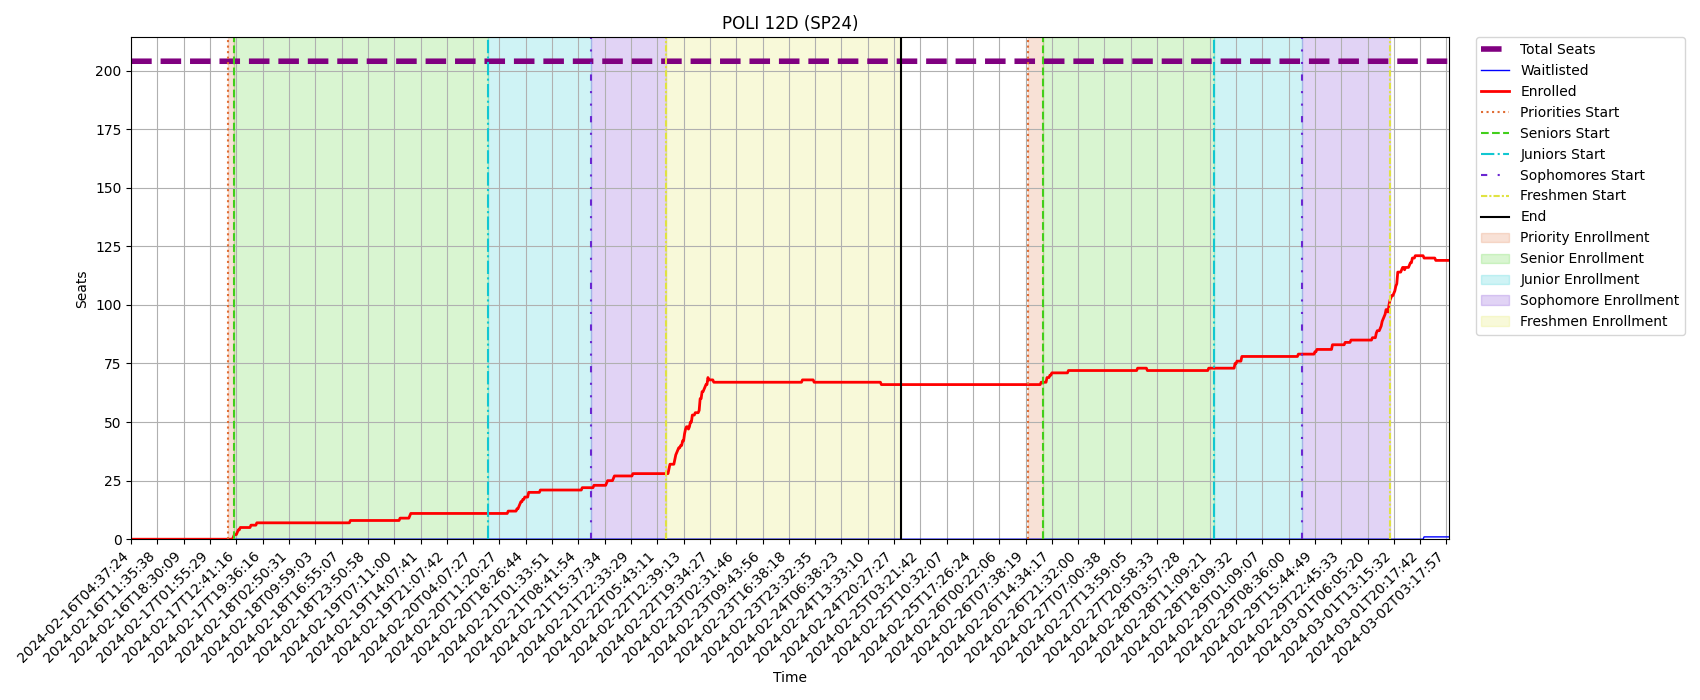 POLI 12D (SP24)
Total Seats
Waitlisted
Enrolled
Priorities Start
Seniors Start
Juniors Start
Sophomores Start
Freshmen Start
End
Priority Enrollment
Senior Enrollment
Junior Enrollment
Sophomore Enrollment
Freshmen Enrollment
Seats
200
175
150
125
100
75
50
25
0
2024-02-16T04:37:24
2024-02-16T11:35:38
2024-02-16T18:30:09
2024-02-17T01:55:29
2024-02-17T12:41:16
2024-02-17T19:36:16
2024-02-18T02:50:31
2024-02-18T09:59:03
2024-02-18T16:55:07
2024-02-18T23:50:58
2024-02-19T07:11:00
2024-02-19T14:07:41
2024-02-19T21:07:42
2024-02-20T04:07:27
2024-02-20T11:20:27
2024-02-20T18:26:44
2024-02-21T01:33:51
2024-02-21T08:41:54
2024-02-21T15:37:34
2024-02-21T22:33:29
2024-02-22T05:43:11
2024-02-22T12:39:13
2024-02-22T19:34:27
2024-02-23T02:31:46
2024-02-23T09:43:56
2024-02-23T16:38:18
2024-02-23T23:32:35
2024-02-24T06:38:23
2024-02-24T13:33:10
2024-02-24T20:27:27
2024-02-25T03:21:42
2024-02-25T10:32:07
2024-02-25T17:26:24
2024-02-26T00:22:06
2024-02-26T07:38:19
2024-02-26T14:34:17
2024-02-26T21:32:00
2024-02-27T07:00:38
2024-02-27T13:59:05
2024-02-27T20:58:33
2024-02-28T03:57:28
2024-02-28T11:09:21
2024-02-28T18:09:32
2024-02-29T01:09:07
2024-02-29T08:36:00
2024-02-29T15:44:49
2024-02-29T22:45:33
2024-03-01T06:05:20
2024-03-01T13:15:32
2024-03-01T20:17:42
2024-03-02T03:17:57
Time